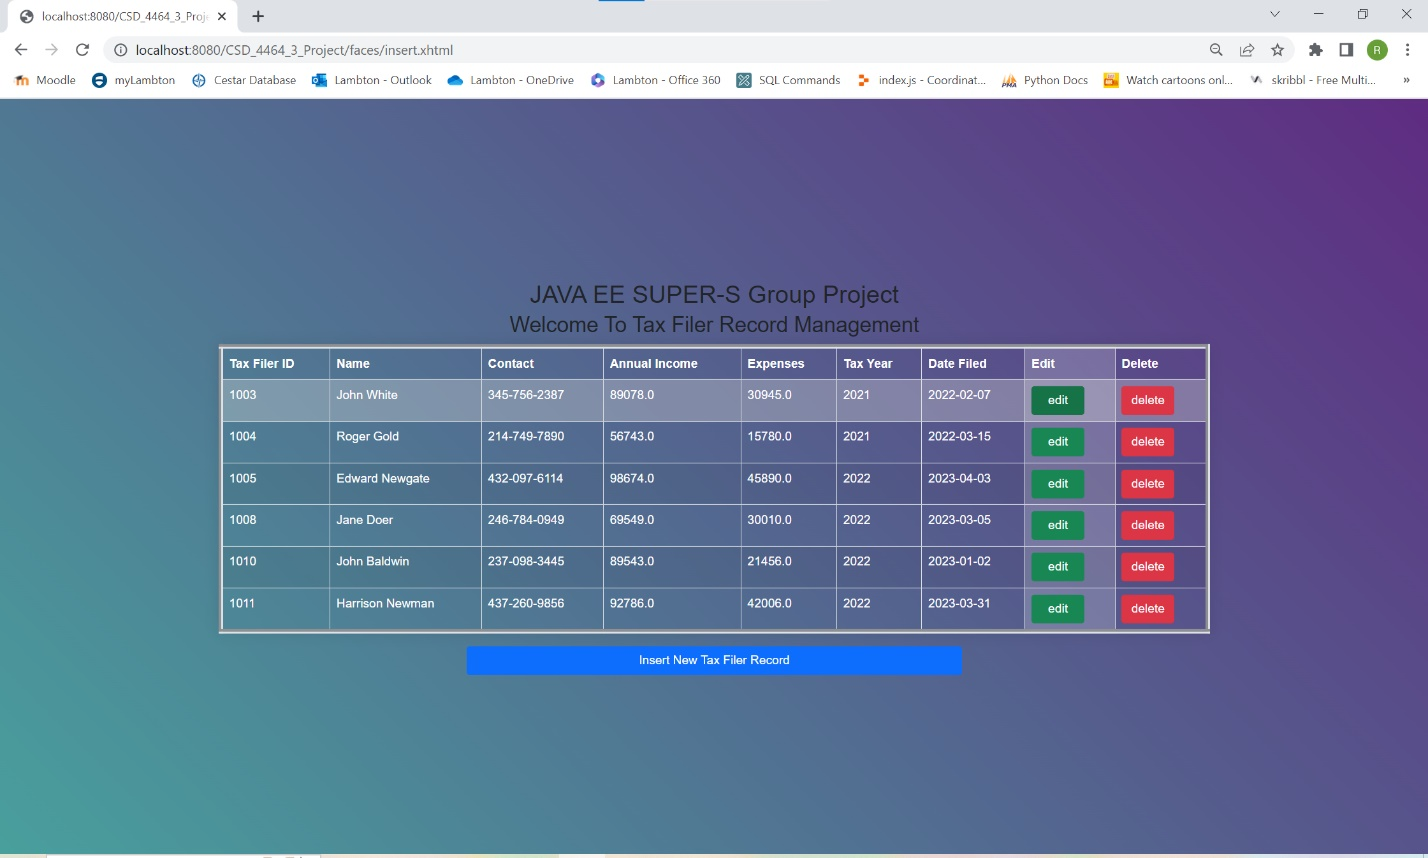 localhost:8080/CSD_4464_3_Proj
localhost:8080/CSD_4464_3_Project/faces/insert.xhtml
R
Moodle myLambton Cestar Database Lambton - Outlook Lambton - OneDrive Lambton - Office 360 SQL Commands index.js - Coordinat... PMA Python Docs Watch cartoons onl... skribbl - Free Multi... »
JAVA EE SUPER-S Group Project
Welcome To Tax Filer Record Management
Tax Filer ID Name Contact Annual Income Expenses Tax Year Date Filed Edit Delete
1003 John White 345-756-2387 89078.0 30945.0 2021 2022-02-07 edit delete
1004 Roger Gold 214-749-7890 56743.0 15780.0 2021 2022-03-15 edit delete
1005 Edward Newgate 432-097-6114 98674.0 45890.0 2022 2023-04-03 edit delete
1008 Jane Doer 246-784-0949 69549.0 30010.0 2022 2023-03-05 edit delete
1010 John Baldwin 237-098-3445 89543.0 21456.0 2022 2023-01-02 edit delete
1011 Harrison Newman 437-260-9856 92786.0 42006.0 2022 2023-03-31 edit delete
Insert New Tax Filer Record